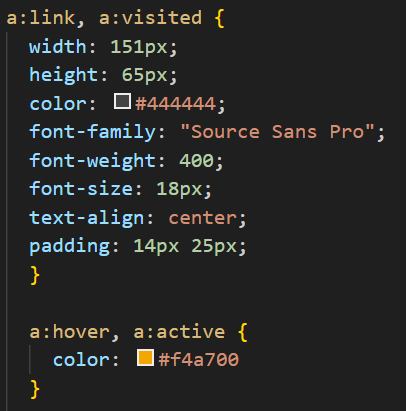 a:link, a:visited {
width: 151px;
height: 65px;
color: #444444;
font-family: "Source Sans Pro";
font-weight: 400;
font-size: 18px;
text-align: center;
padding: 14px 25px;
}
a:hover, a:active {
color: #f4a700
}